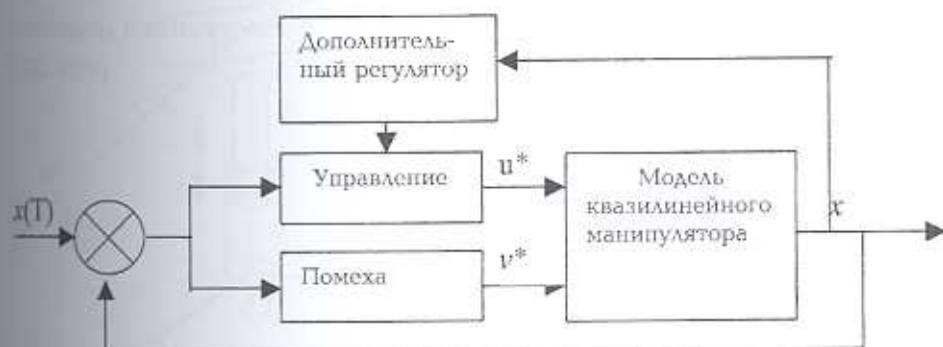 Дополнитель-
ный регулятор
Управление
u*
Модель
квазилинейного
манипулятора
x
x(T)
Помеха
v*